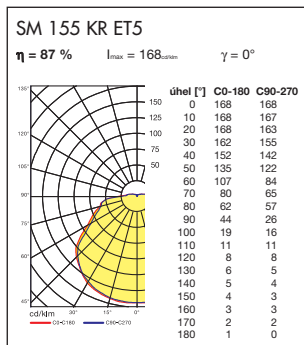 SM 155 KR ET5
η = 87 % Imax = 168cd/klm γ = 0°
135°
120°
105°
90°
75°
60°
45°
30°
15°
0°
150
125
100
75
50
cd/klm
C0-C180 C90-C270
úhel [°] C0-180 C90-270
0 168 168
10 168 167
20 168 163
30 162 155
40 152 142
50 135 122
60 107 84
70 80 65
80 62 57
90 44 26
100 19 16
110 11 11
120 8 8
130 6 5
140 5 4
150 4 3
160 3 3
170 2 2
180 1 0